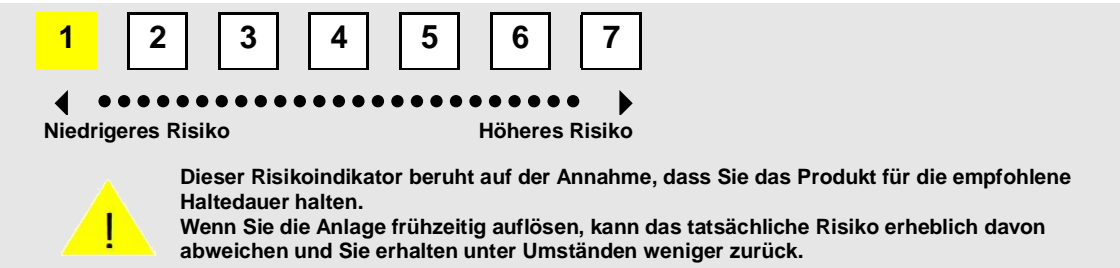 1 2 3 4 5 6 7
Niedrigeres Risiko Höheres Risiko
Dieser Risikoindikator beruht auf der Annahme, dass Sie das Produkt für die empfohlene
Haltedauer halten.
Wenn Sie die Anlage frühzeitig auflösen, kann das tatsächliche Risiko erheblich davon
! abweichen und Sie erhalten unter Umständen weniger zurück.